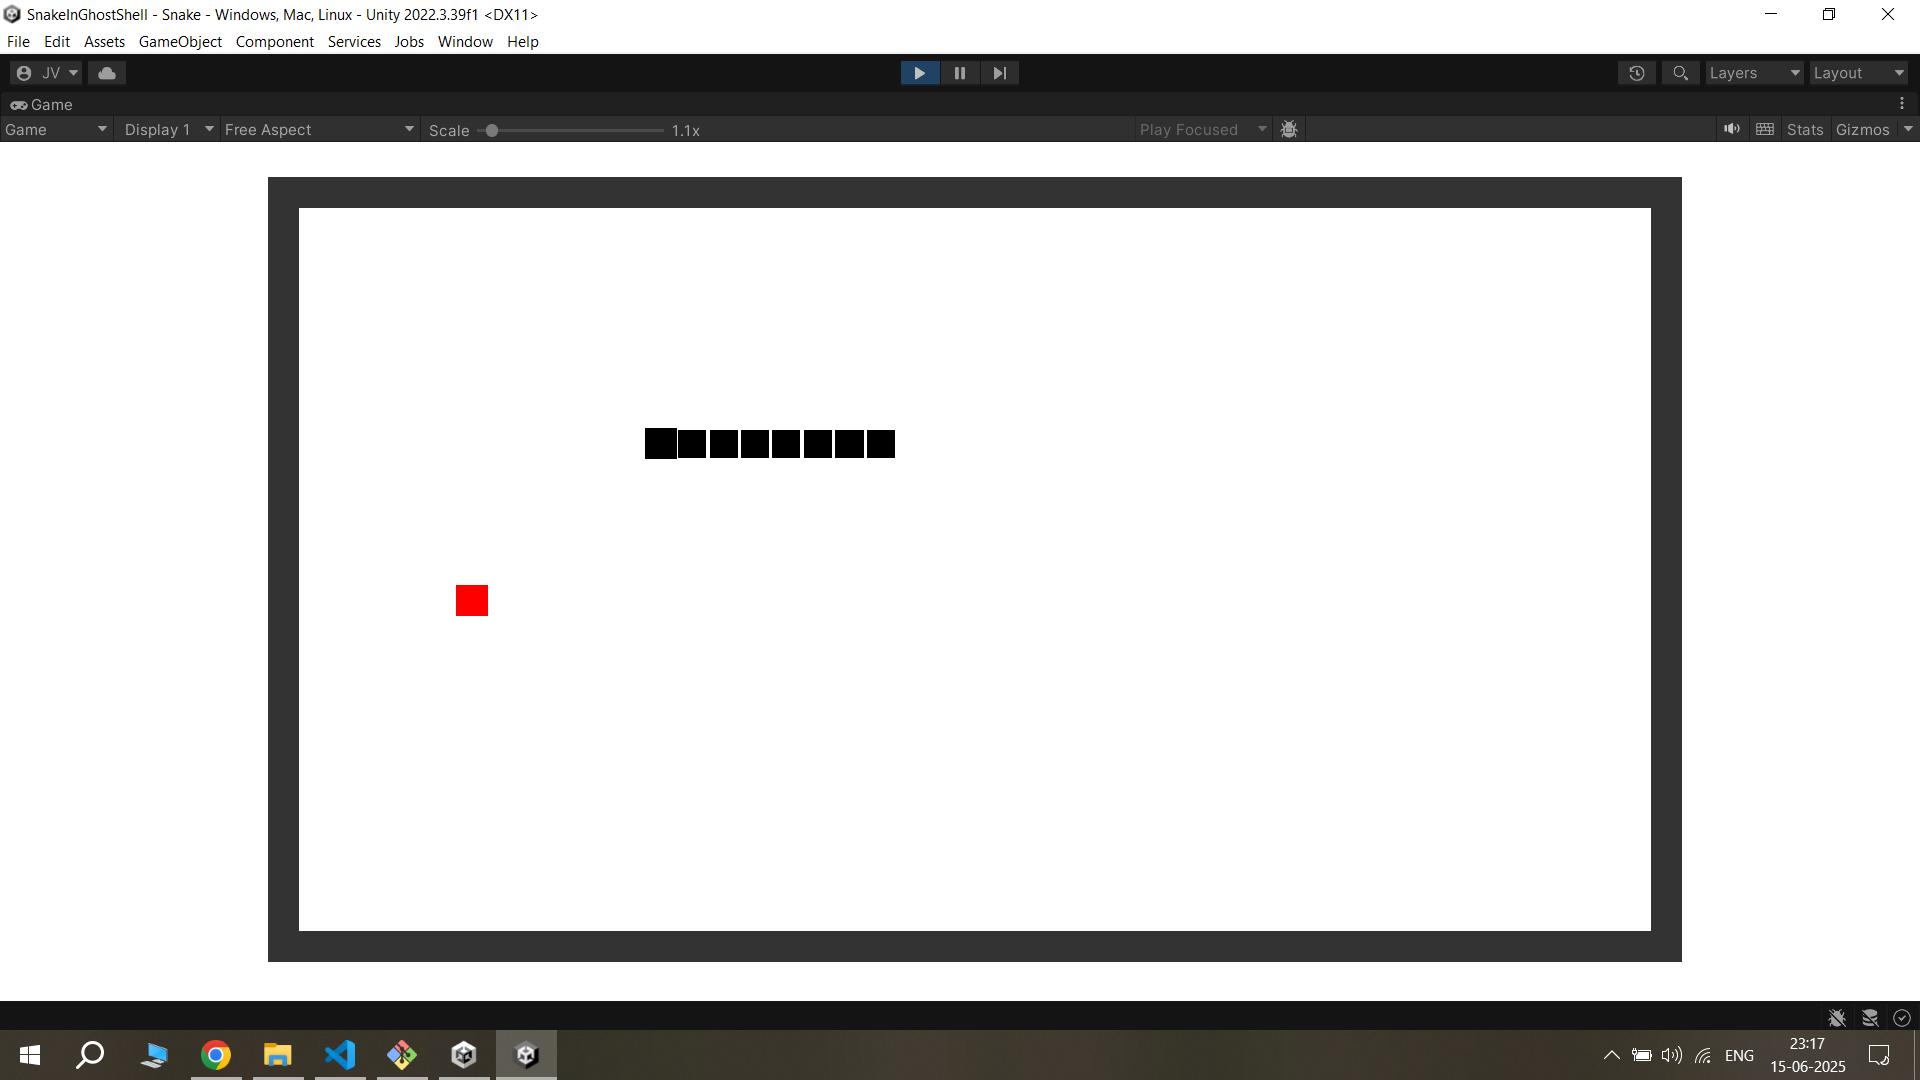 SnakeInGhostShell - Snake - Windows, Mac, Linux - Unity 2022.3.39f1 <DX11>
File Edit Assets GameObject Component Services Jobs Window Help
JV Layers Layout
Game
Game Display 1 Free Aspect Scale 1.1x Play Focused Stats Gizmos
ENG 23:17
15-06-2025